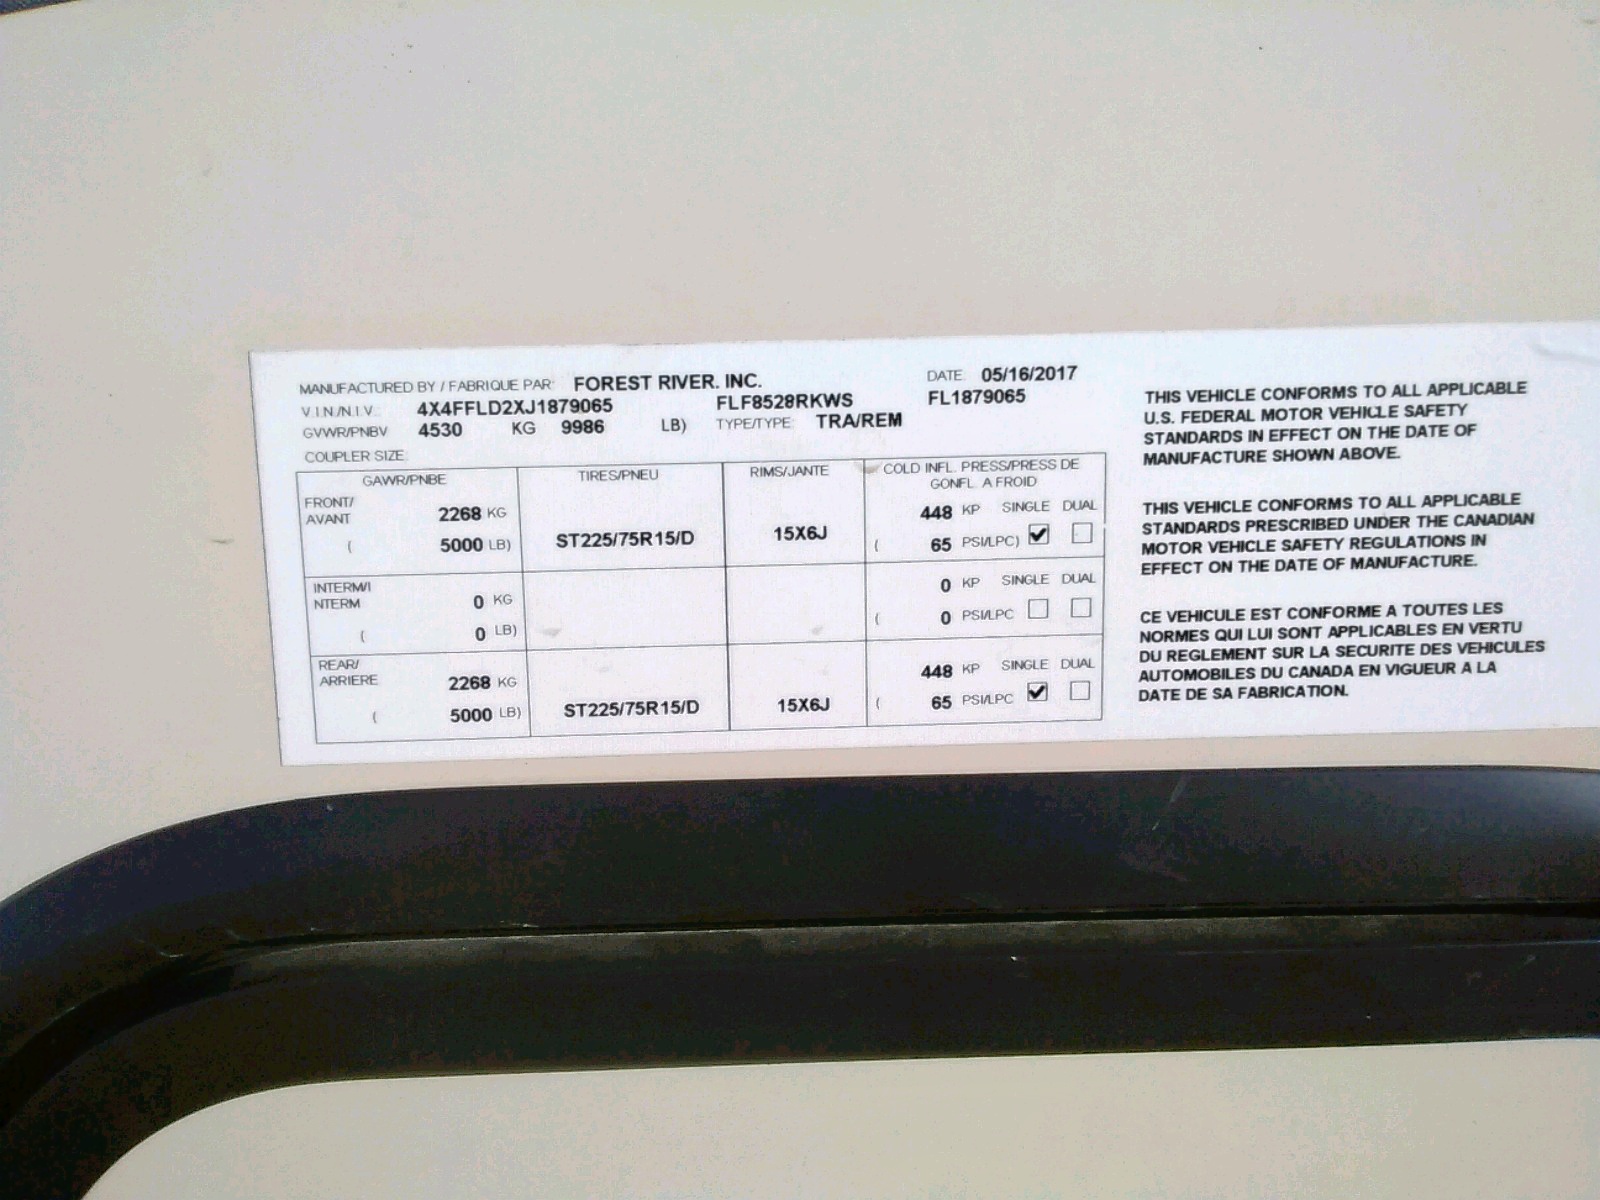 MANUFACTURED BY / FABRIQUE PAR: FOREST RIVER. INC. DATE 05/16/2017
V.I.N./N.I.V. 4X4FFLD2XJ1879065 FLF8528RKWS FL1879065
GVWR/PNBV 4530 KG 9986 LB) TYPE/TYPE: TRA/REM
COUPLER SIZE:
GAWR/PNBE TIRES/PNEU RIMS/JANTE COLD INFL. PRESS/PRESS DE
GONFL. A FROID
FRONT/ 2268 KG 448 KP SINGLE DUAL
AVANT
( 5000 LB) ST225/75R15/D 15X6J ( 65 PSI/LPC)
INTERM/I 0 KG 0 KP SINGLE DUAL
NTERM
( 0 LB) ( 0 PSI/LPC
REAR/ 2268 KG 448 KP SINGLE DUAL
ARRIERE
( 5000 LB) ST225/75R15/D 15X6J ( 65 PSI/LPC
THIS VEHICLE CONFORMS TO ALL APPLICABLE
U.S. FEDERAL MOTOR VEHICLE SAFETY
STANDARDS IN EFFECT ON THE DATE OF
MANUFACTURE SHOWN ABOVE.
THIS VEHICLE CONFORMS TO ALL APPLICABLE
STANDARDS PRESCRIBED UNDER THE CANADIAN
MOTOR VEHICLE SAFETY REGULATIONS IN
EFFECT ON THE DATE OF MANUFACTURE.
CE VEHICULE EST CONFORME A TOUTES LES
NORMES QUI LUI SONT APPLICABLES EN VERTU
DU REGLEMENT SUR LA SECURITE DES VEHICULES
AUTOMOBILES DU CANADA EN VIGUEUR A LA
DATE DE SA FABRICATION.